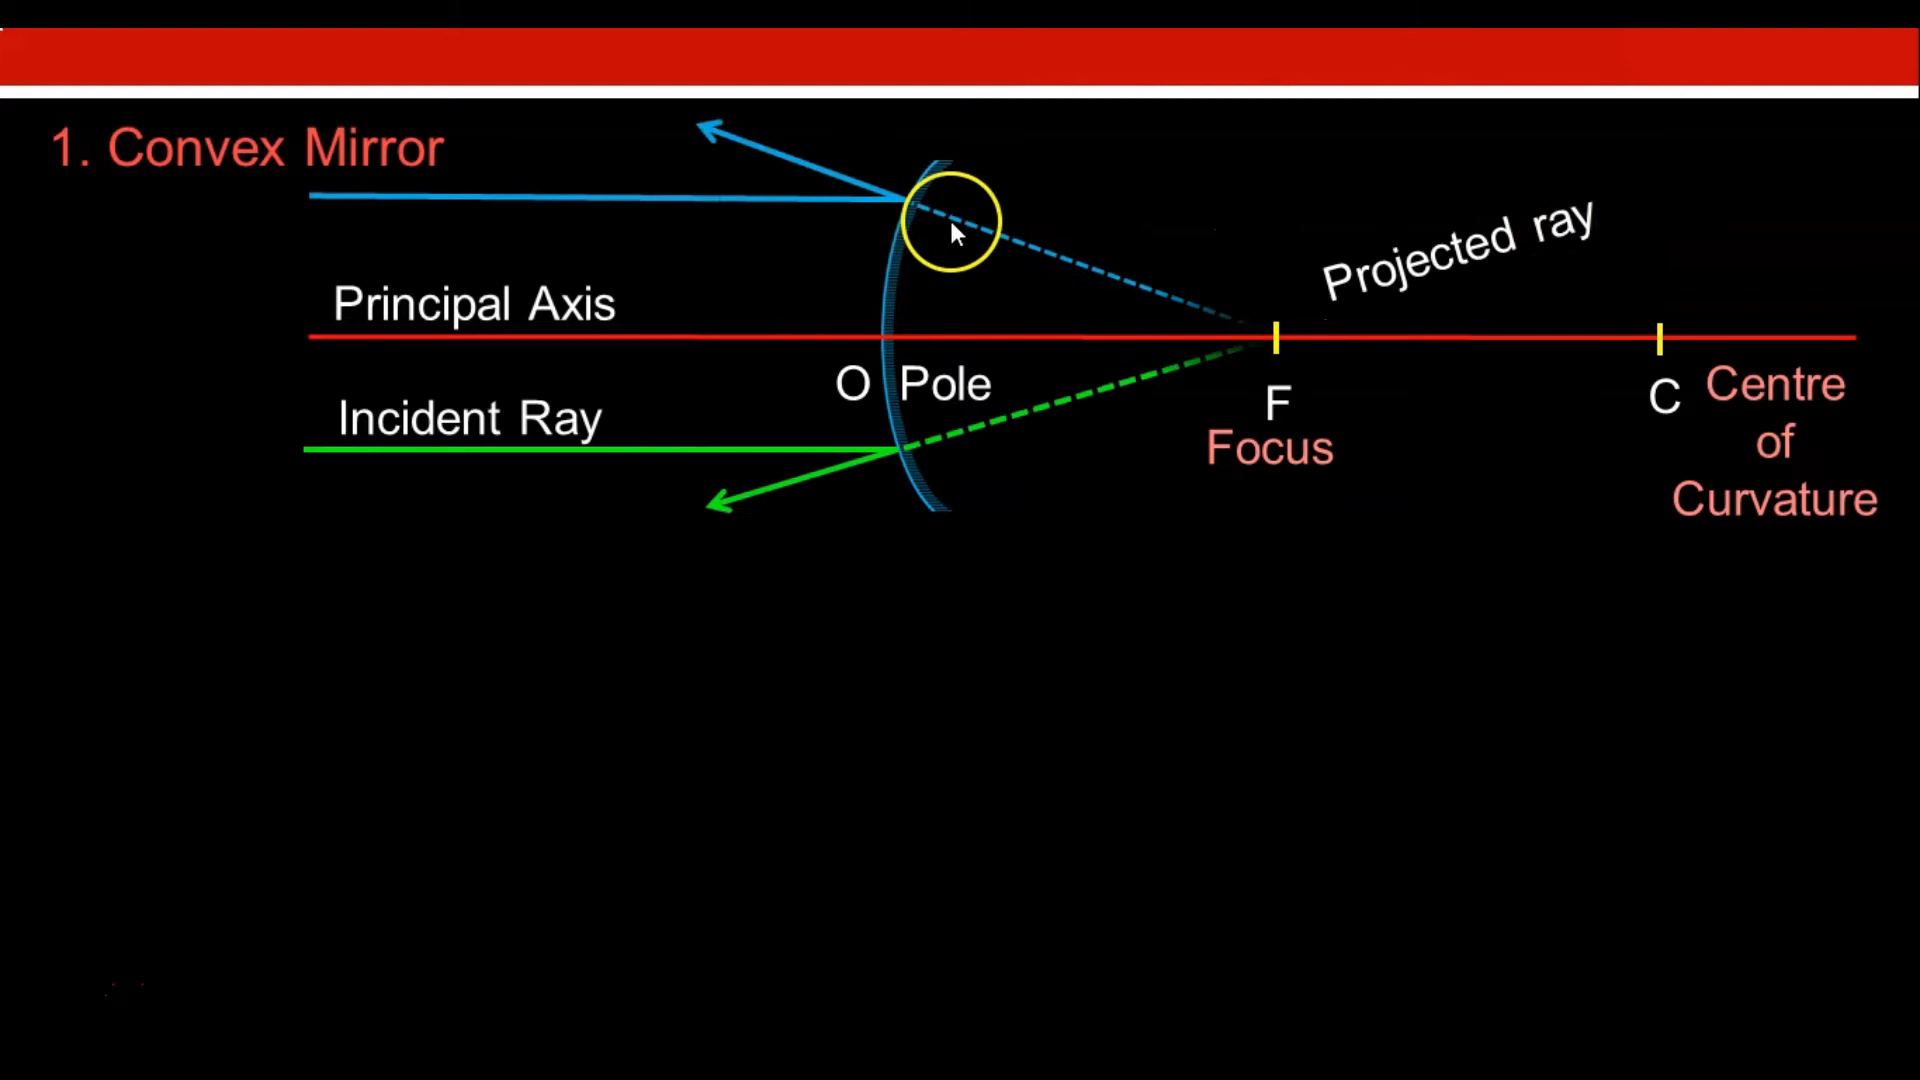 1. Convex Mirror
Projected ray
Principal Axis
O Pole
F
Focus
C
Centre
of
Curvature
Incident Ray